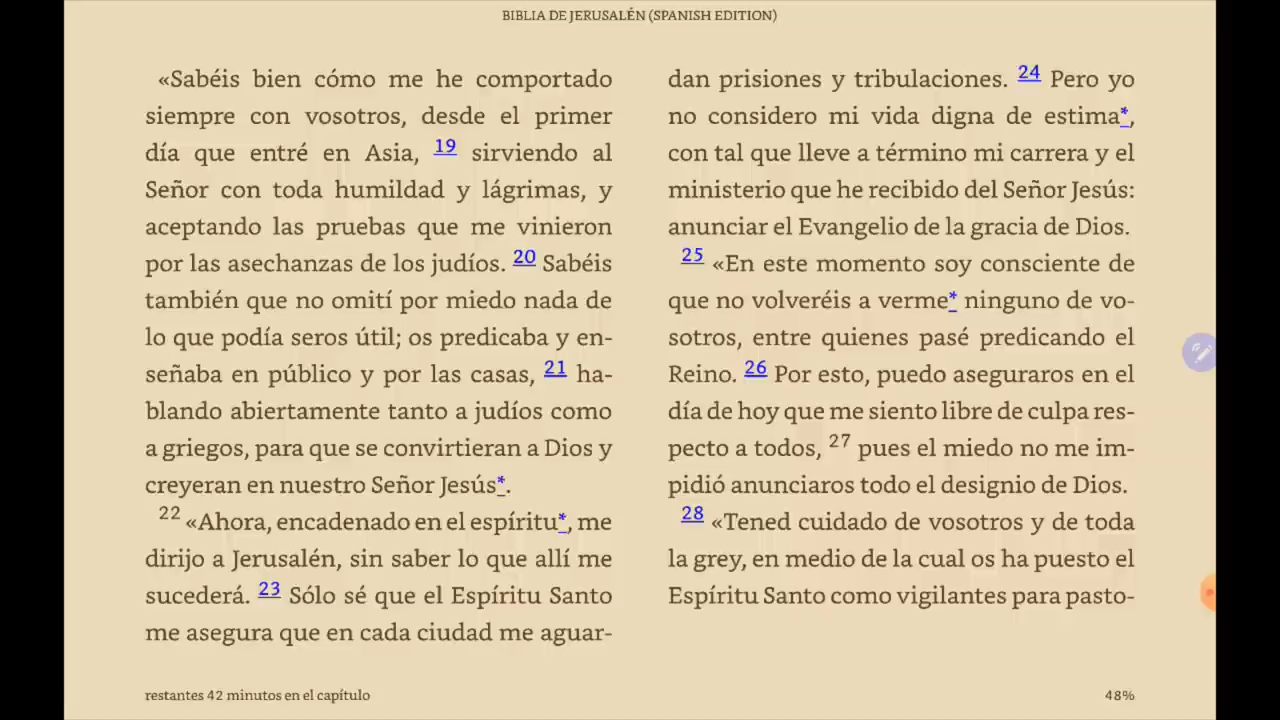 BIBLIA DE JERUSALÉN (SPANISH EDITION)
«Sabéis bien cómo me he comportado
siempre con vosotros, desde el primer
día que entré en Asia, 19 sirviendo al
Señor con toda humildad y lágrimas, y
aceptando las pruebas que me vinieron
por las asechanzas de los judíos. 20 Sabéis
también que no omití por miedo nada de
lo que podía seros útil; os predicaba y en-
señaba en público y por las casas, 21 ha-
blando abiertamente tanto a judíos como
a griegos, para que se convirtieran a Dios y
creyeran en nuestro Señor Jesús*.
22 «Ahora, encadenado en el espíritu*, me
dirijo a Jerusalén, sin saber lo que allí me
sucederá. 23 Sólo sé que el Espíritu Santo
me asegura que en cada ciudad me aguar-
dan prisiones y tribulaciones. 24 Pero yo
no considero mi vida digna de estima*,
con tal que lleve a término mi carrera y el
ministerio que he recibido del Señor Jesús:
anunciar el Evangelio de la gracia de Dios.
25 «En este momento soy consciente de
que no volveréis a verme* ninguno de vo-
sotros, entre quienes pasé predicando el
Reino. 26 Por esto, puedo aseguraros en el
día de hoy que me siento libre de culpa res-
pecto a todos, 27 pues el miedo no me im-
pidió anunciaros todo el designio de Dios.
28 «Tened cuidado de vosotros y de toda
la grey, en medio de la cual os ha puesto el
Espíritu Santo como vigilantes para pasto-
restantes 42 minutos en el capítulo
48%